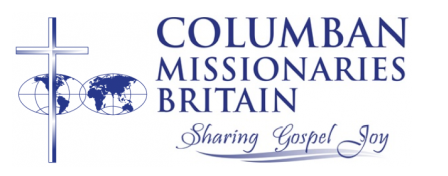 COLUMBAN
MISSIONARIES
BRITAIN
Sharing Gospel Joy